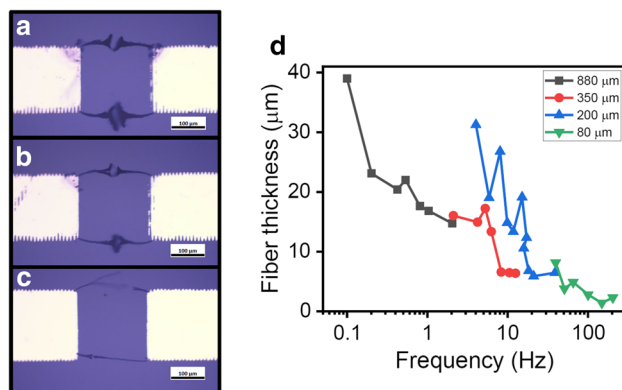 a
100 μm
b
100 μm
c
100 μm
d
Fiber thickness (μm)
40
30
20
10
0
880 μm
350 μm
200 μm
80 μm
0.1
1
10
100
Frequency (Hz)